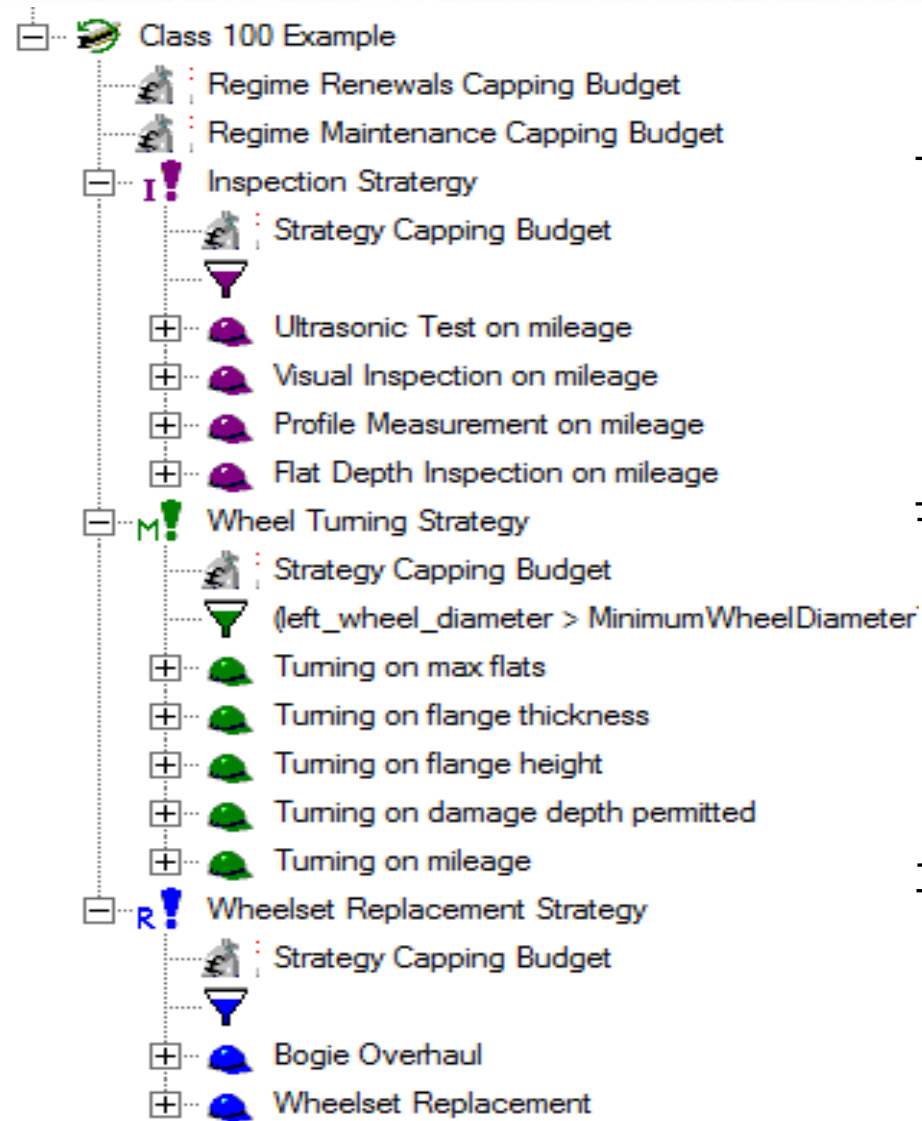 Class 100 Example
£ Regime Renewals Capping Budget
£ Regime Maintenance Capping Budget
I Inspection Stratergy
£ Strategy Capping Budget
Ultrasonic Test on mileage
Visual Inspection on mileage
Profile Measurement on mileage
Flat Depth Inspection on mileage
M Wheel Turning Strategy
£ Strategy Capping Budget
(left_wheel_diameter > MinimumWheelDiameter
Turning on max flats
Turning on flange thickness
Turning on flange height
Turning on damage depth permitted
Turning on mileage
R Wheelset Replacement Strategy
£ Strategy Capping Budget
Bogie Overhaul
Wheelset Replacement